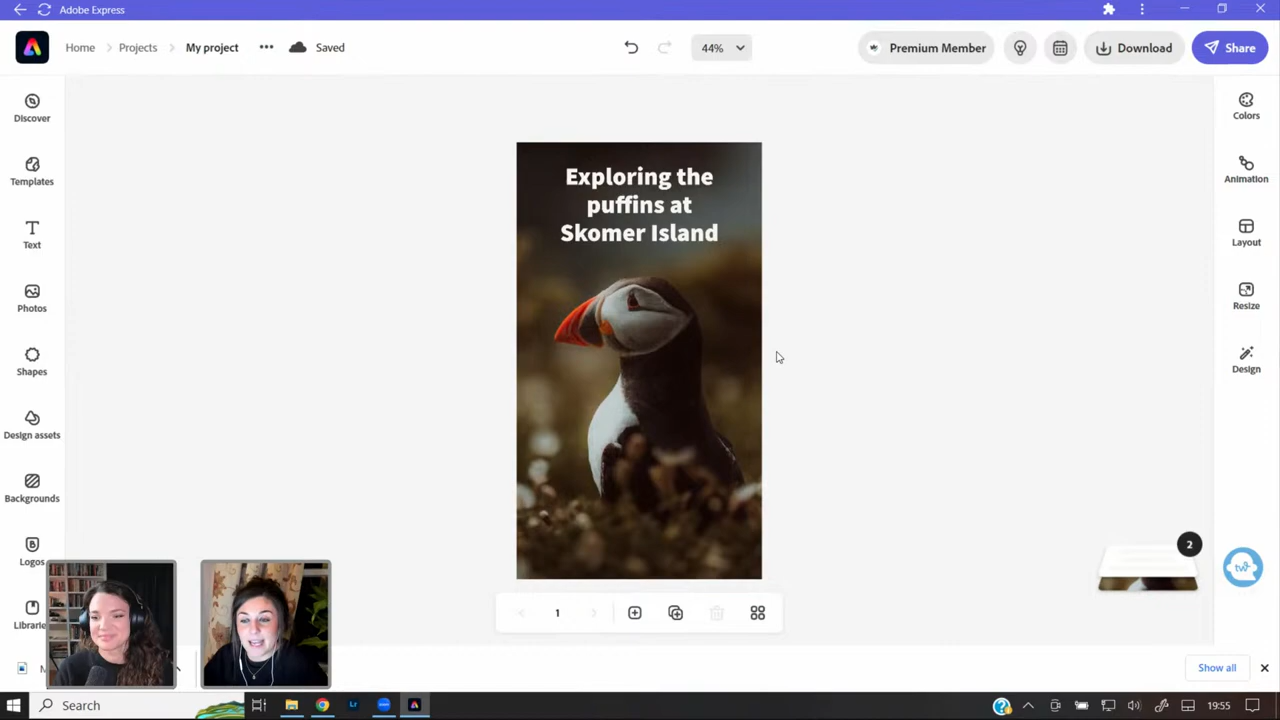 Adobe Express
Home
Projects
My project
Saved
44%
Premium Member
Download
Share
Discover
Templates
Text
Photos
Shapes
Design assets
Backgrounds
Logos
Colors
Animation
Layout
Resize
Design
Exploring the
puffins at
Skomer Island
2
tw
1
Show all
Search
Lr
19:55